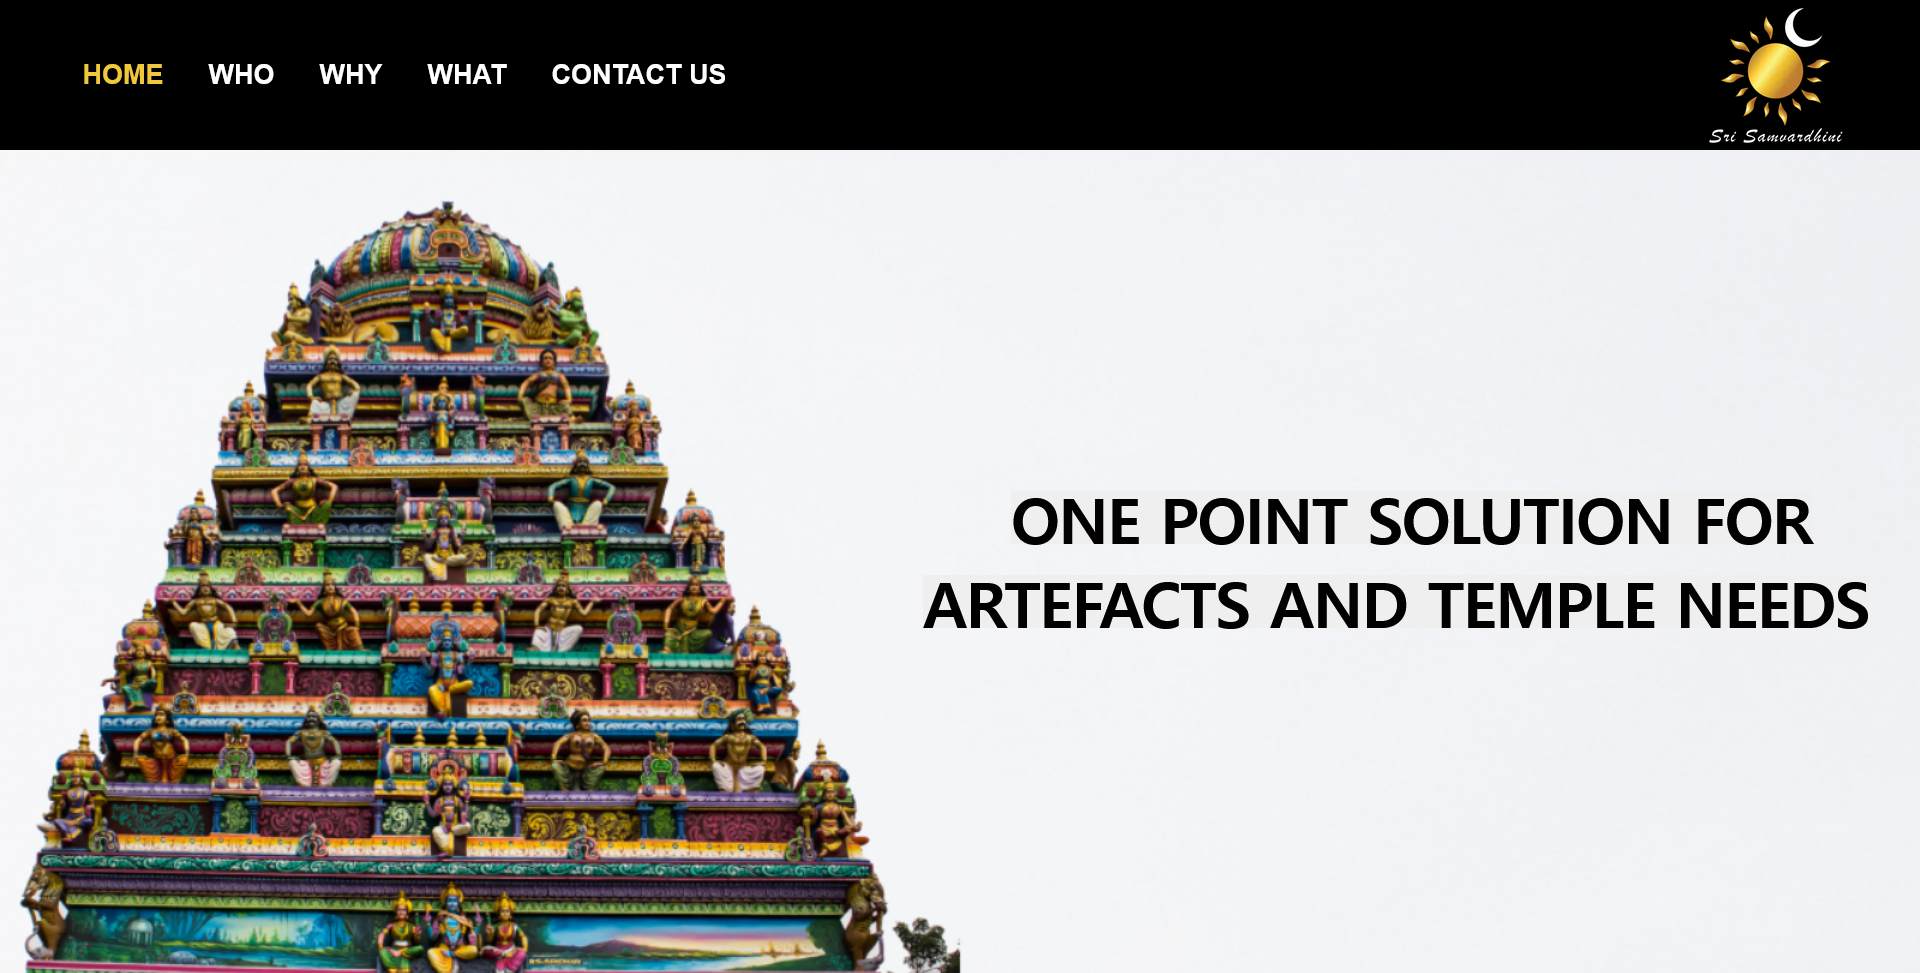 HOME WHO WHY WHAT CONTACT US
Sri Samvardhini
ONE POINT SOLUTION FOR
ARTEFACTS AND TEMPLE NEEDS